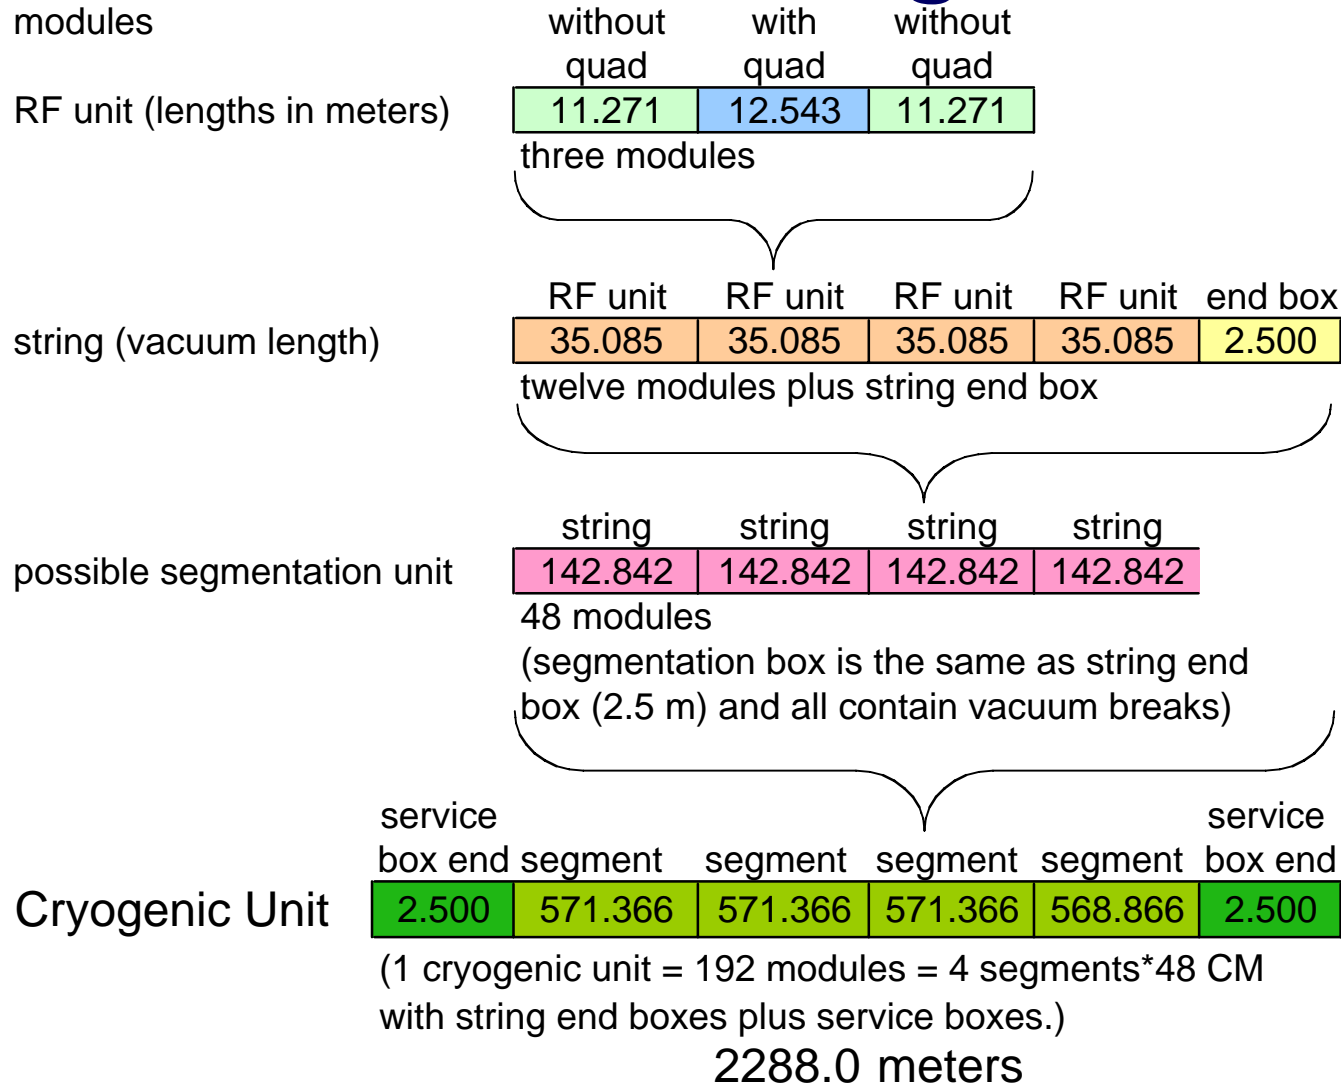 modules without with without
quad quad quad
RF unit (lengths in meters) 11.271 12.543 11.271
three modules
RF unit RF unit RF unit RF unit end box
string (vacuum length) 35.085 35.085 35.085 35.085 2.500
twelve modules plus string end box
string string string string
possible segmentation unit 142.842 142.842 142.842 142.842
48 modules
(segmentation box is the same as string end
box (2.5 m) and all contain vacuum breaks)
service service
box end segment segment segment segment box end
Cryogenic Unit 2.500 571.366 571.366 571.366 568.866 2.500
(1 cryogenic unit = 192 modules = 4 segments*48 CM
with string end boxes plus service boxes.)
2288.0 meters